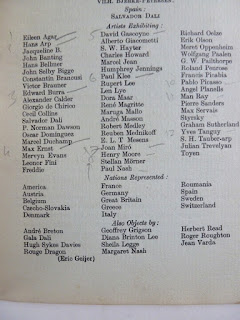 VILH. BJERKE-PETERSEN.
Spain:
SALVADOR DALI
Artists Exhibiting:
Eileen Agar
Hans Arp
Jacqueline B.
John Banting
Hans Bellmer
John Selby Bigge
Constantin Brancusi
Victor Brauner
Edward Burra
Alexander Calder
Giorgio de Chirico
Cecil Collins
Salvador Dali
P. Norman Dawson
Oscar Dominguez
Marcel Duchamp
Max Ernst
Mervyn Evans
Leonor Fini
Freddie
David Gascoyne
Alberto Giacometti
S. W. Hayter
Charles Howard
Marcel Jean
Humphrey Jennings
Paul Klee
Rupert Lee
Len Lye
Dora Maar
René Magritte
Maruja Mallo
André Masson
Robert Medley
Reuben Mednikoff
E. L. T. Mesens
Joan Miró
Henry Moore
Stellan Mörner
Paul Nash
Richard Oelze
Erik Olson
Meret Oppenheim
Wolfgang Paalen
G. W. Pailthorpe
Roland Penrose
Francis Picabia
Pablo Picasso
Angel Planells
Man Ray
Pierre Sanders
Max Servais
Styrsky
Graham Sutherland
Yves Tanguy
S. H. Tauber-arp
Julian Trevelyan
Toyen
Nations Represented:
America
Austria
Belgium
Czecho-Slovakia
Denmark
France
Germany
Great Britain
Greece
Italy
Roumania
Spain
Sweden
Switzerland
Also Objects by:
André Breton
Gala Dali
Hugh Sykes Davies
Rouge Dragon
(Eric Geijer)
Geoffrey Grigson
Diana Brinton Lee
Sheila Legge
Margaret Nash
Herbert Read
Roger Roughton
Jean Varda